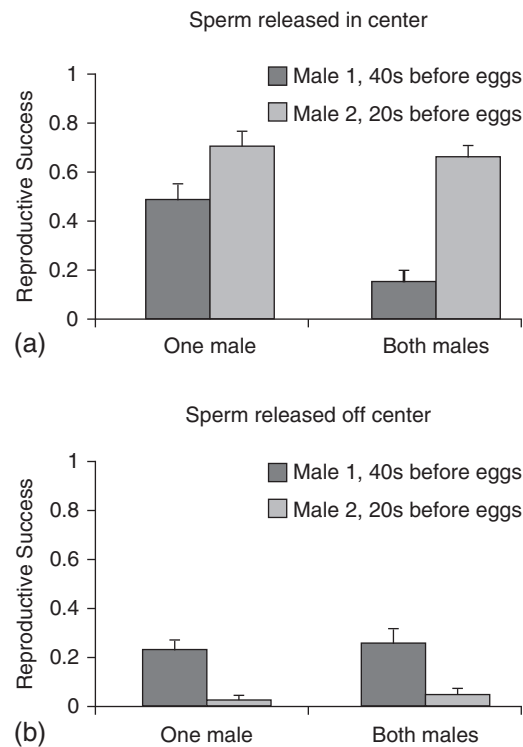 Sperm released in center
1
0.8
0.6
0.4
0.2
0
Reproductive Success
Male 1, 40s before eggs
Male 2, 20s before eggs
One male
Both males
(a)
Sperm released off center
1
0.8
0.6
0.4
0.2
0
Reproductive Success
Male 1, 40s before eggs
Male 2, 20s before eggs
One male
Both males
(b)